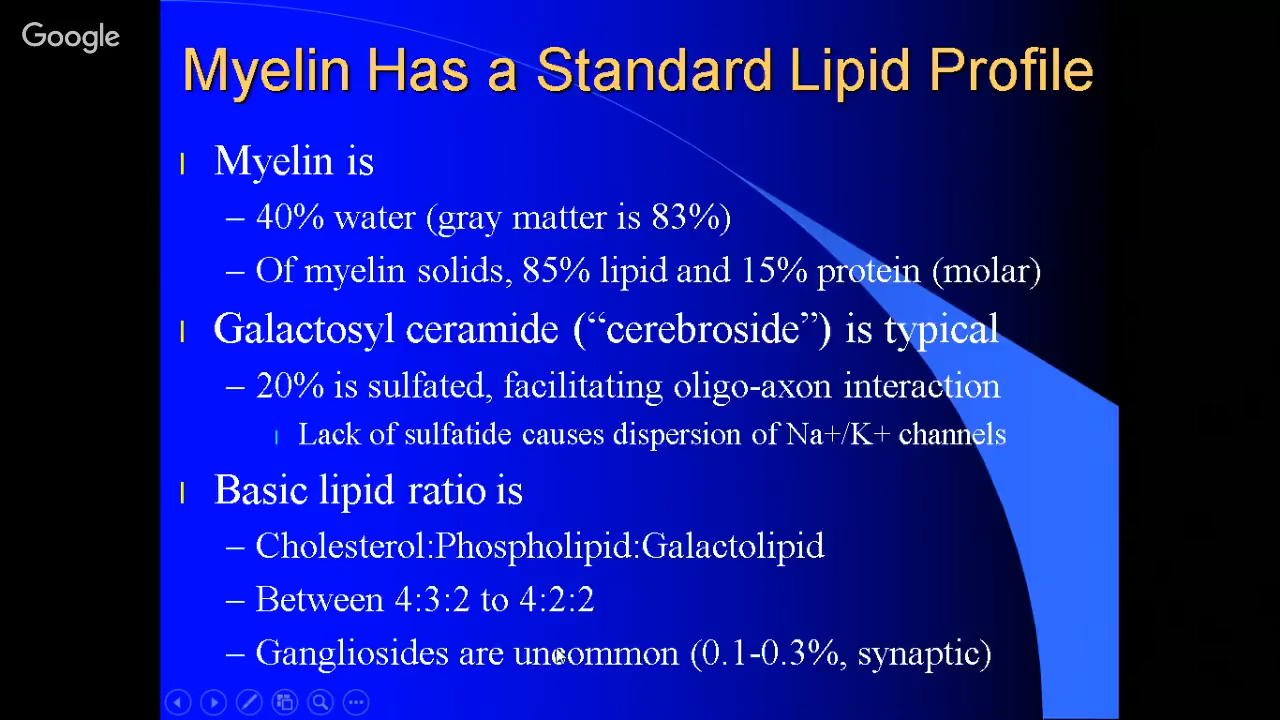 Google
Myelin Has a Standard Lipid Profile
Myelin is
– 40% water (gray matter is 83%)
– Of myelin solids, 85% lipid and 15% protein (molar)
Galactosyl ceramide (“cerebroside”) is typical
– 20% is sulfated, facilitating oligo-axon interaction
Lack of sulfatide causes dispersion of Na+/K+ channels
Basic lipid ratio is
– Cholesterol:Phospholipid:Galactolipid
– Between 4:3:2 to 4:2:2
– Gangliosides are uncommon (0.1-0.3%, synaptic)